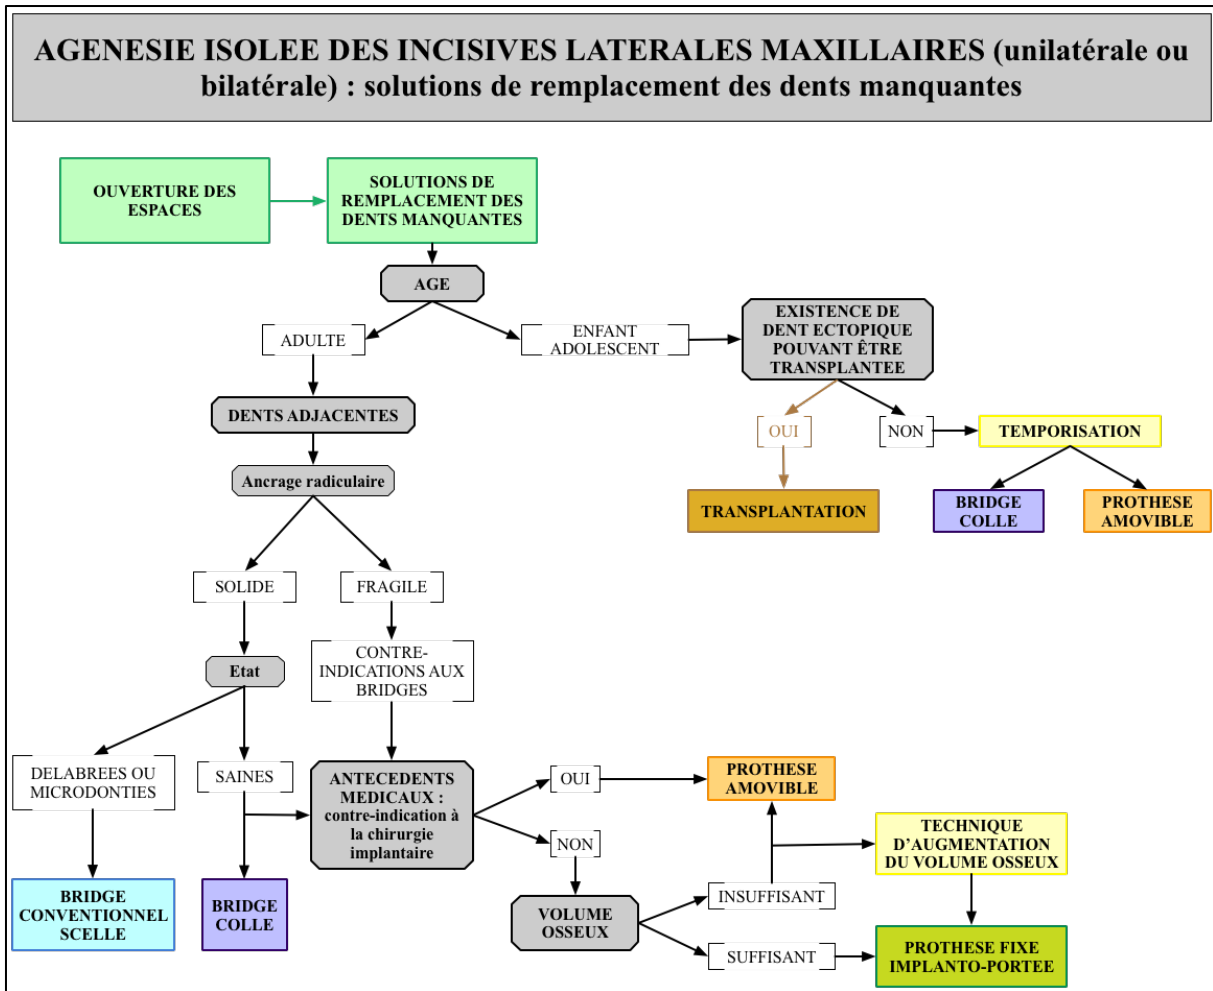 AGENESIE ISOLEE DES INCISIVES LATERALES MAXILLAIRES (unilatérale ou
bilatérale) : solutions de remplacement des dents manquantes
OUVERTURE DES
ESPACES
SOLUTIONS DE
REMPLACEMENT DES
DENTS MANQUANTES
AGE
ADULTE
ENFANT
ADOLESCENT
EXISTENCE DE
DENT ECTOPIQUE
POUVANT ÊTRE
TRANSPLANTEE
DENTS ADJACENTES
OUI
NON
TEMPORISATION
Ancrage radiculaire
TRANSPLANTATION
BRIDGE
COLLE
PROTHESE
AMOVIBLE
SOLIDE
FRAGILE
Etat
CONTRE-
INDICATIONS AUX
BRIDGES
DELABREES OU
MICRODONTIES
SAINES
ANTECEDENTS
MEDICAUX :
contre-indication à
la chirurgie
implantaire
OUI
PROTHESE
AMOVIBLE
NON
TECHNIQUE
D'AUGMENTATION
DU VOLUME OSSEUX
BRIDGE
CONVENTIONNEL
SCELLE
BRIDGE
COLLE
VOLUME
OSSEUX
INSUFFISANT
SUFFISANT
PROTHESE FIXE
IMPLANTO-PORTEE